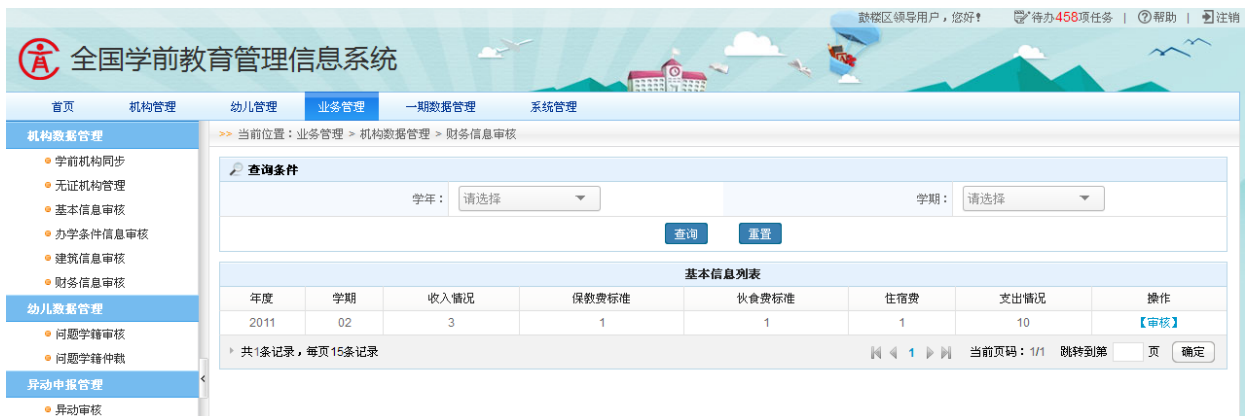 鼓楼区领导用户，您好！ 待办458项任务 | 帮助 | 注销
全国学前教育管理信息系统
首页 机构管理 幼儿管理 业务管理 一期数据管理 系统管理
机构数据管理
学前机构同步
无证机构管理
基本信息审核
办学条件信息审核
建筑信息审核
财务信息审核
幼儿数据管理
问题学籍审核
问题学籍仲裁
异动申报管理
异动审核
>> 当前位置：业务管理 > 机构数据管理 > 财务信息审核
查询条件
学年： 请选择 学期： 请选择
查询 重置
基本信息列表
年度 学期 收入情况 保教费标准 伙食费标准 住宿费 支出情况 操作
2011 02 3 1 1 1 10 【审核】
共1条记录，每页15条记录 1 当前页码：1/1 跳转到第 页 确定